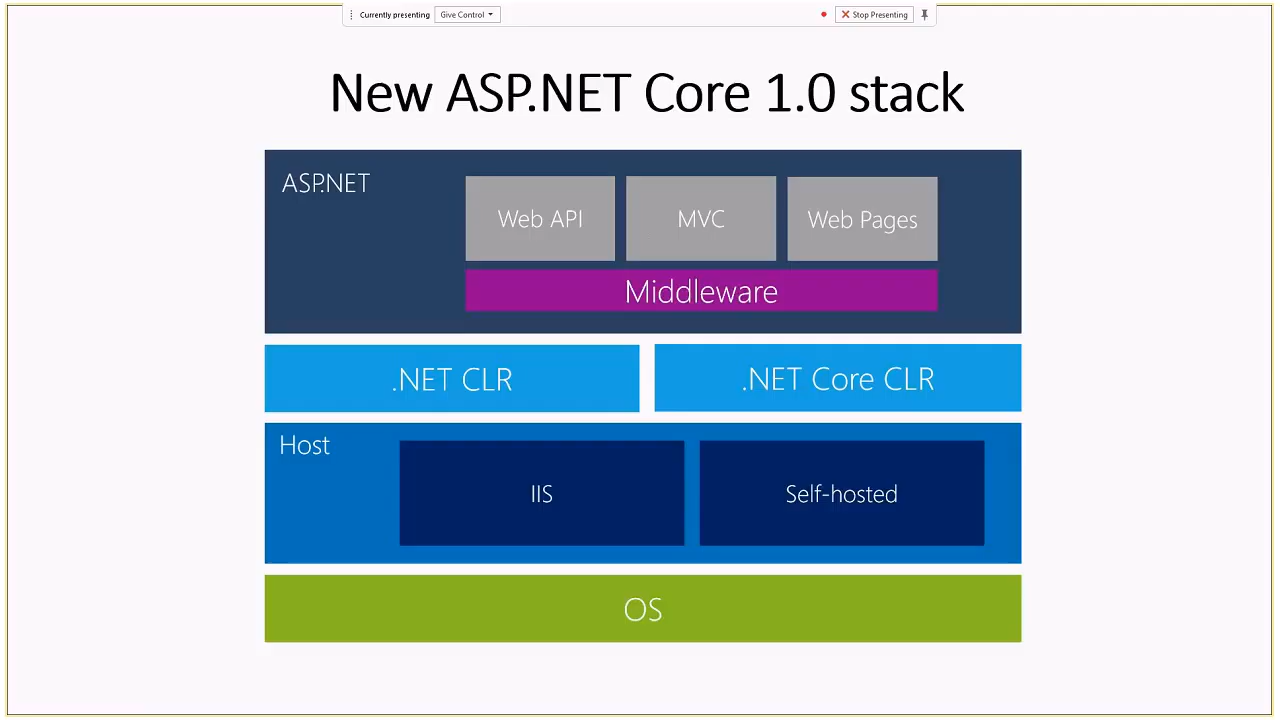 Currently presenting Give Control Stop Presenting
New ASP.NET Core 1.0 stack
ASP.NET
Web API MVC Web Pages
Middleware
.NET CLR .NET Core CLR
Host
IIS Self-hosted
OS